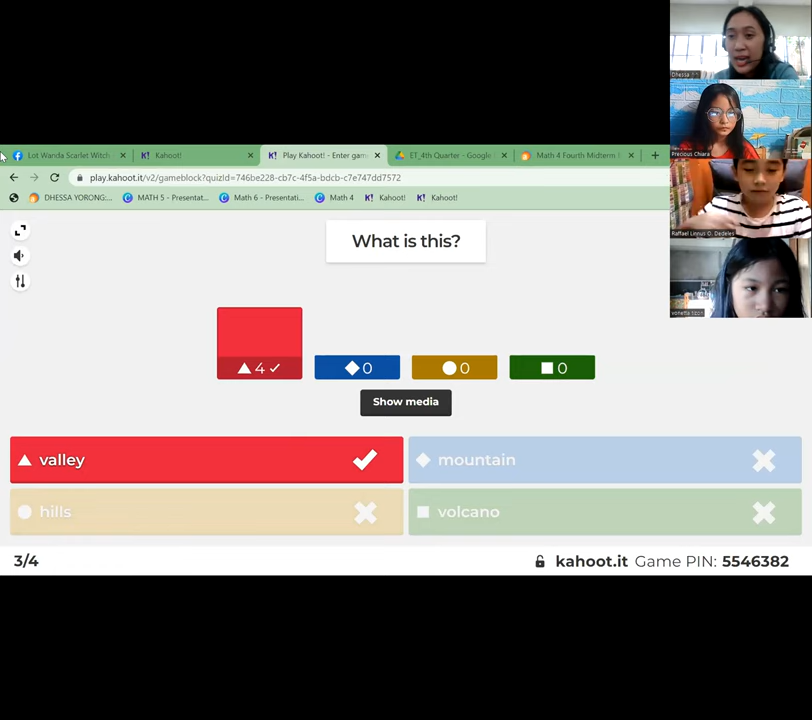 Dhessa
Precious Chiara
Raffael Linnus D. Dedeles
vonetta
Lot Wanda Scarlet Witch
Kahoot!
Play Kahoot! - Enter game
ET_4th Quarter - Google
Math 4 Fourth Midterm
play.kahoot.it/v2/gameblock?quizId=746be228-cb7c-4f5a-bdcb-c7e747dd7572
DHESSA YORONG:...
MATH 5 - Presentat...
Math 6 - Presentati...
Math 4
Kahoot!
Kahoot!
What is this?
4
0
0
0
Show media
valley
mountain
hills
volcano
3/4
kahoot.it Game PIN: 5546382